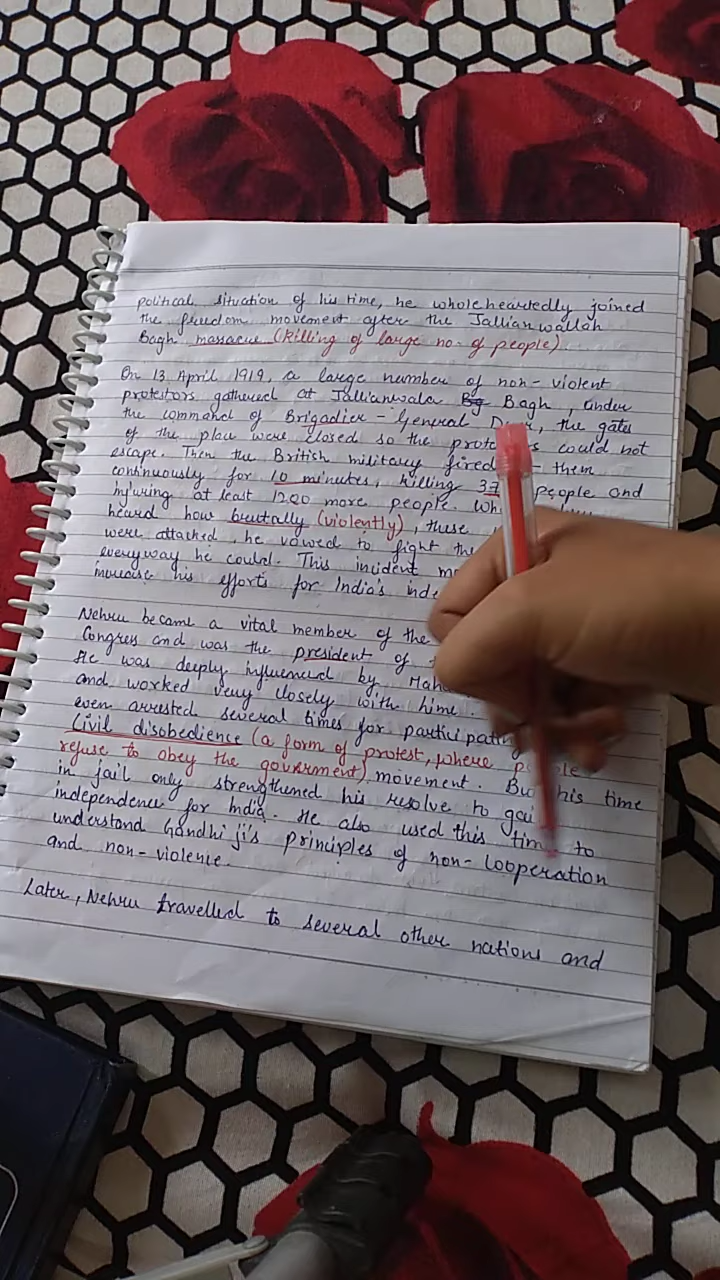 political situation of his time, he wholeheartedly joined
the freedom movement after the Jallianwallah
Bagh massacre (killing of large no. of people)
On 13 April 1919, a large number of non-violent
protestors gathered at Jallianwala Bagh, under
the command of Brigadier-General, the gates
of the place were closed so the could not
escape. Then the British military fired them
continuously for 10 minutes, killing people and
injuring at least 1200 more people.
heard how brutally (violently), these
were attached, he vowed to fight the
everyway he could. This incident
increase his efforts for India's
Nehru became a vital member of the
Congress and was the president of
He was deeply influenced by
and worked very closely with hime.
even arrested several times for
Civil disobedience (a form of protest, where
refuse to obey the government) movement. his time
in jail only strengthened his resolve to
independence for India. He also used this to
understand Gandhi ji's principles of non-cooperation
and non-violence.
Later, Nehru travelled to several other nations and